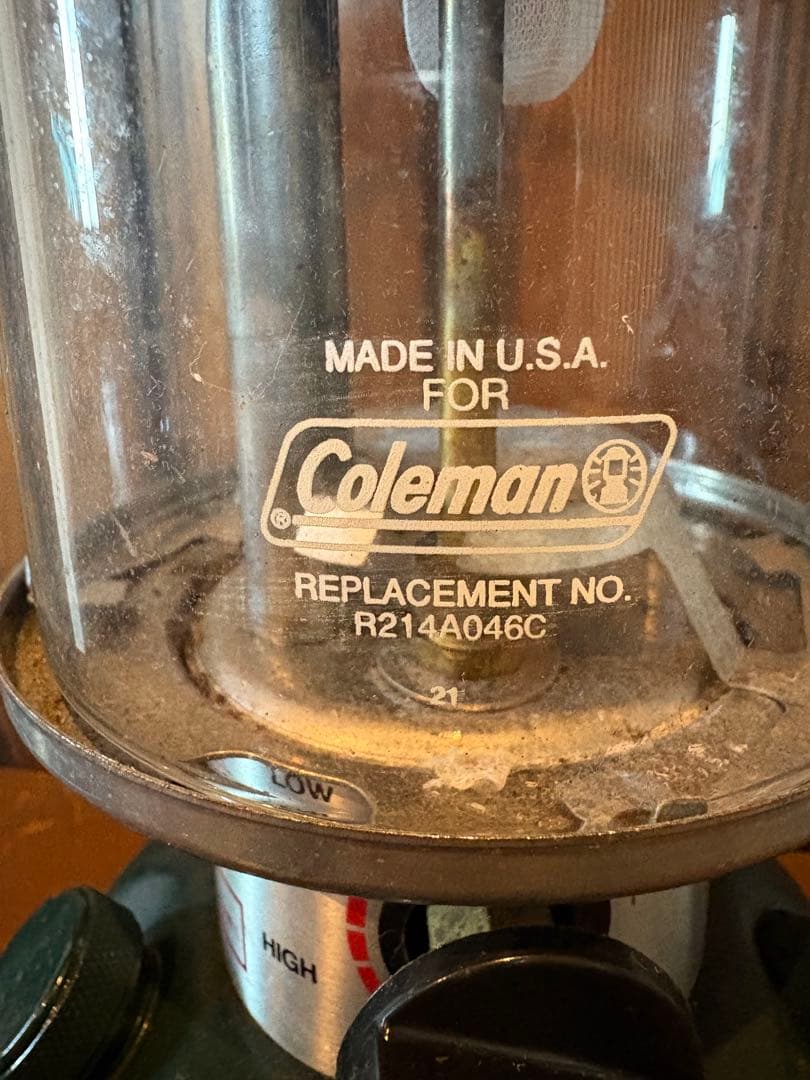 MADE IN U.S.A.
FOR
Coleman
®
REPLACEMENT NO.
R214A046C
21
LOW
HIGH